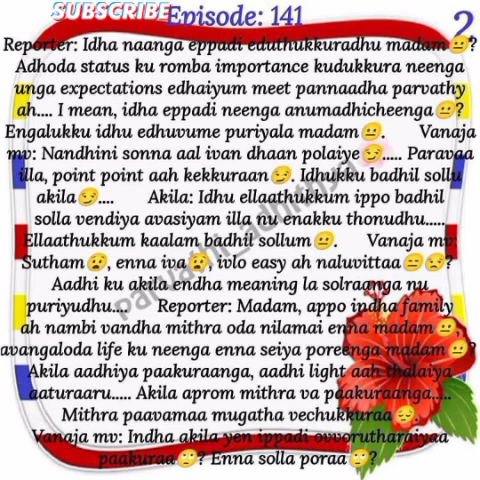 SUBSCRIBE Episode: 141
2
Reporter: Idha naanga eppadi eduthukkuradhu madam😐?
Adhoda status ku romba importance kudukkura neenga
unga expectations edhaiyum meet pannaadha parvathy
ah.... I mean, idha eppadi neenga anumadhicheenga😐?
Engalukku idhu edhuvume puriyala madam😐. Vanaja
mv: Nandhini sonna aal ivan dhaan polaiye😏..... Paravaa
illa, point point aah kekkuraan😏. Idhukku badhil sollu
akila😏.... Akila: Idhu ellaathukkum ippo badhil
solla vendiya avasiyam illa nu enakku thonudhu.....
Ellaathukkum kaalam badhil sollum😐. Vanaja mv:
Sutham😧, enna iva😧, ivlo easy ah naluvittaa😑😒?
Aadhi ku akila endha meaning la solraanga nu
puriyudhu.... Reporter: Madam, appo indha family
ah nambi vandha mithra oda nilamai enna madam😐?
avangaloda life ku neenga enna seiya poreenga madam😐?
Akila aadhiya paakuraanga, aadhi light aah thalaiya
aaturaaru..... Akila aprom mithra va paakuraanga.....
Mithra paavamaa mugatha vechukkuraa😔.
Vanaja mv: Indha akila yen ippadi ovvorutharaiyaa
paakuraa🙄? Enna solla poraa🙄?
parvathi_adhithya